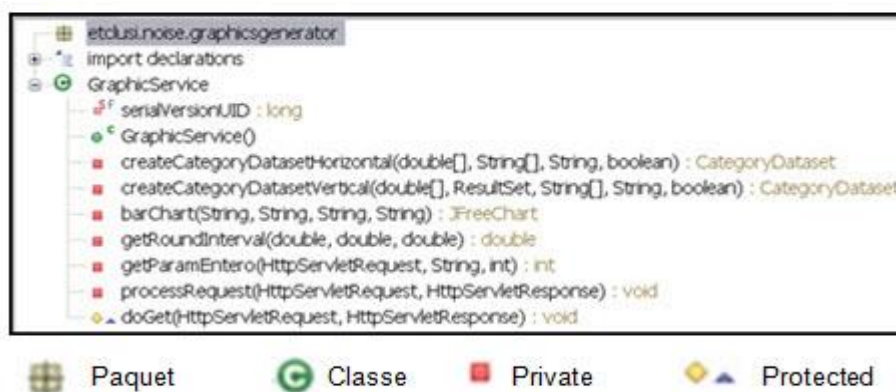 etclusi.noise.graphicsgenerator
import declarations
GraphicService
SF serialVersionUID : long
C GraphicService()
createCategoryDatasetHorizontal(double[], String[], String, boolean) : CategoryDataset
createCategoryDatasetVertical(double[], ResultSet, String[], String, boolean) : CategoryDataset
barChart(String, String, String, String) : JFreeChart
getRoundInterval(double, double, double) : double
getParamEntero(HttpServletRequest, String, int) : int
processRequest(HttpServletRequest, HttpServletResponse) : void
doGet(HttpServletRequest, HttpServletResponse) : void
Paquet C Classe Private Protected